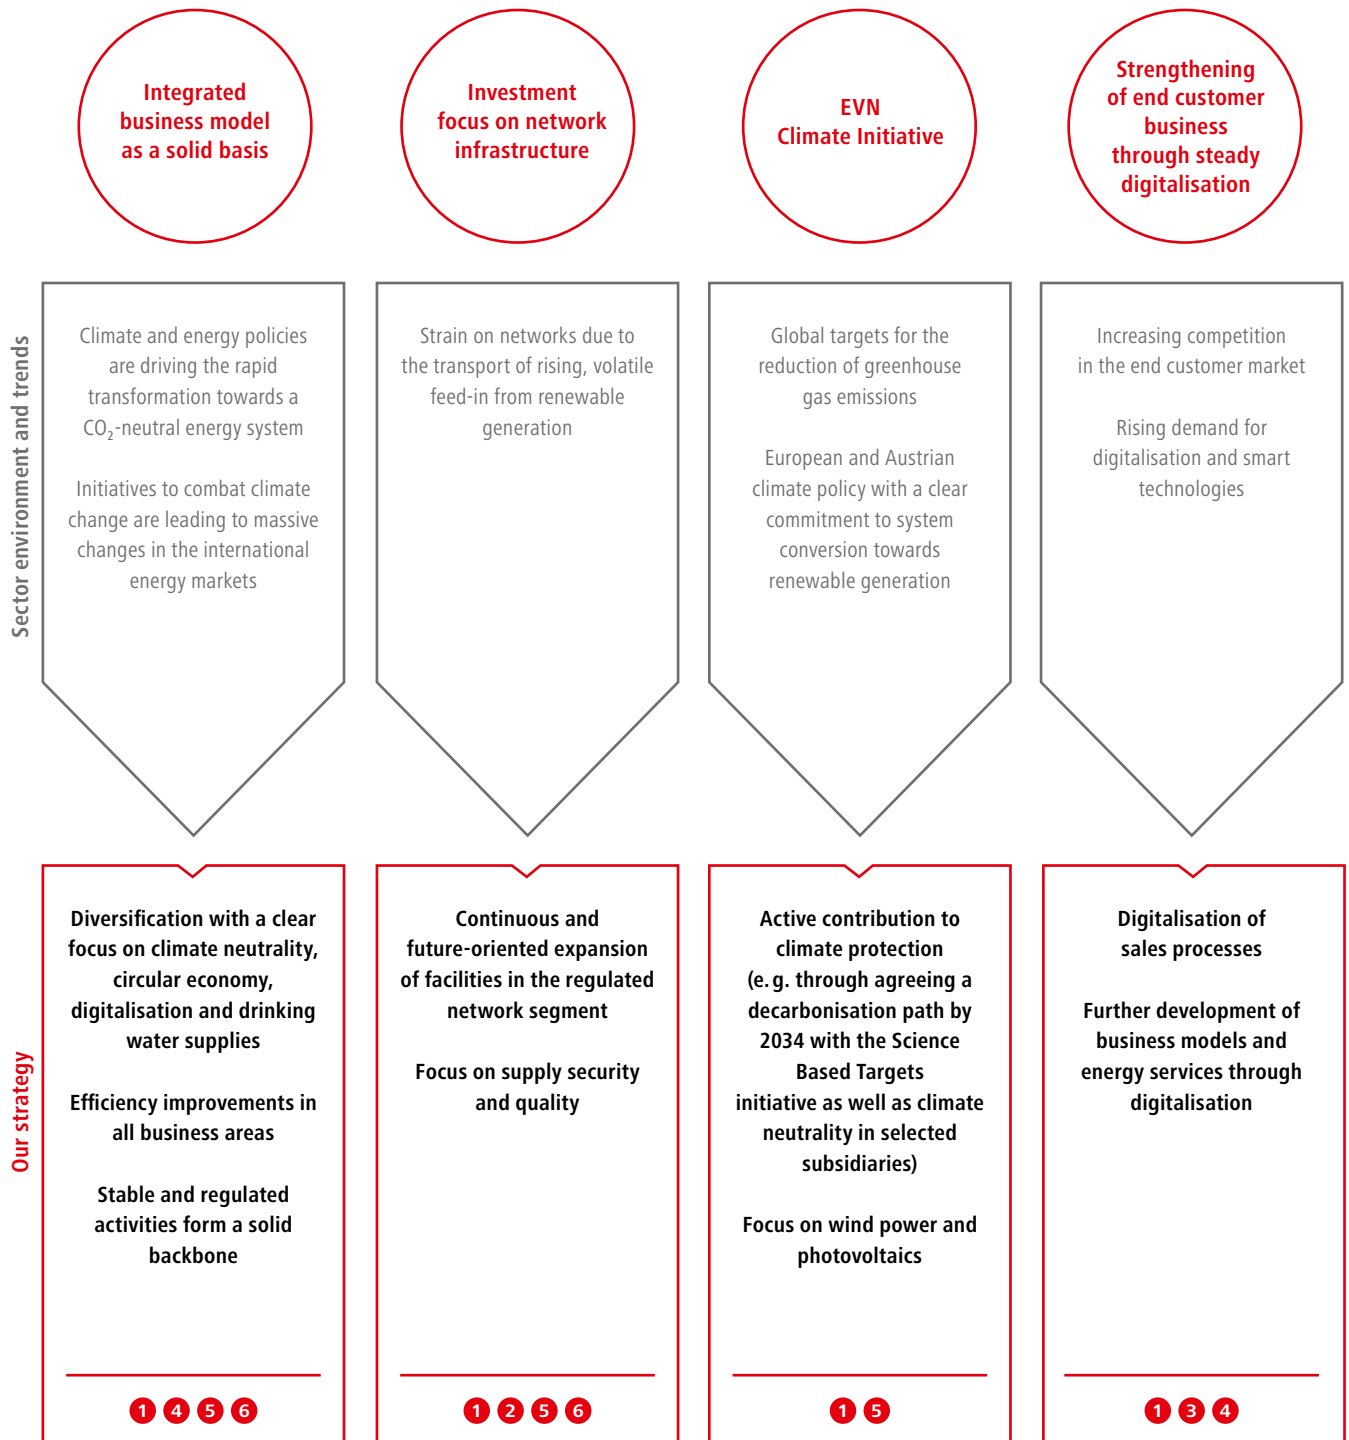 Integrated
business model
as a solid basis
Investment
focus on network
infrastructure
EVN
Climate Initiative
Strengthening
of end customer
business
through steady
digitalisation
Sector environment and trends
Climate and energy policies
are driving the rapid
transformation towards a
CO₂-neutral energy system
Initiatives to combat climate
change are leading to massive
changes in the international
energy markets
Strain on networks due to
the transport of rising, volatile
feed-in from renewable
generation
Global targets for the
reduction of greenhouse
gas emissions
European and Austrian
climate policy with a clear
commitment to system
conversion towards
renewable generation
Increasing competition
in the end customer market
Rising demand for
digitalisation and smart
technologies
Our strategy
Diversification with a clear
focus on climate neutrality,
circular economy,
digitalisation and drinking
water supplies
Efficiency improvements in
all business areas
Stable and regulated
activities form a solid
backbone
1 4 5 6
Continuous and
future-oriented expansion
of facilities in the regulated
network segment
Focus on supply security
and quality
1 2 5 6
Active contribution to
climate protection
(e. g. through agreeing a
decarbonisation path by
2034 with the Science
Based Targets
initiative as well as climate
neutrality in selected
subsidiaries)
Focus on wind power and
photovoltaics
1 5
Digitalisation of
sales processes
Further development of
business models and
energy services through
digitalisation
1 3 4